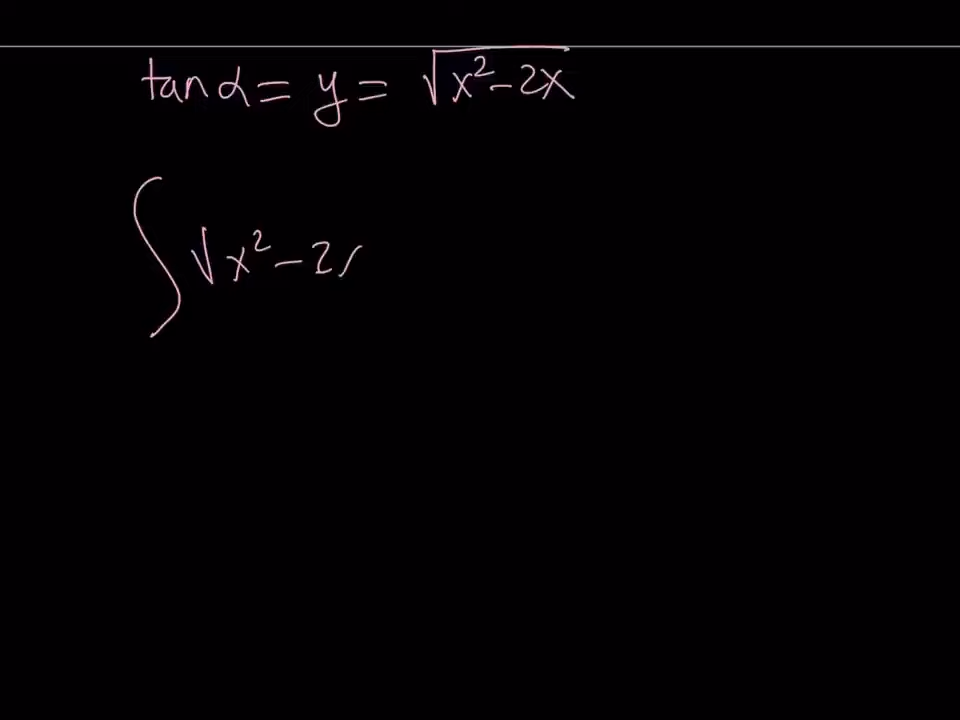 tan α = y = √(x² - 2x)
∫ √x² - 2